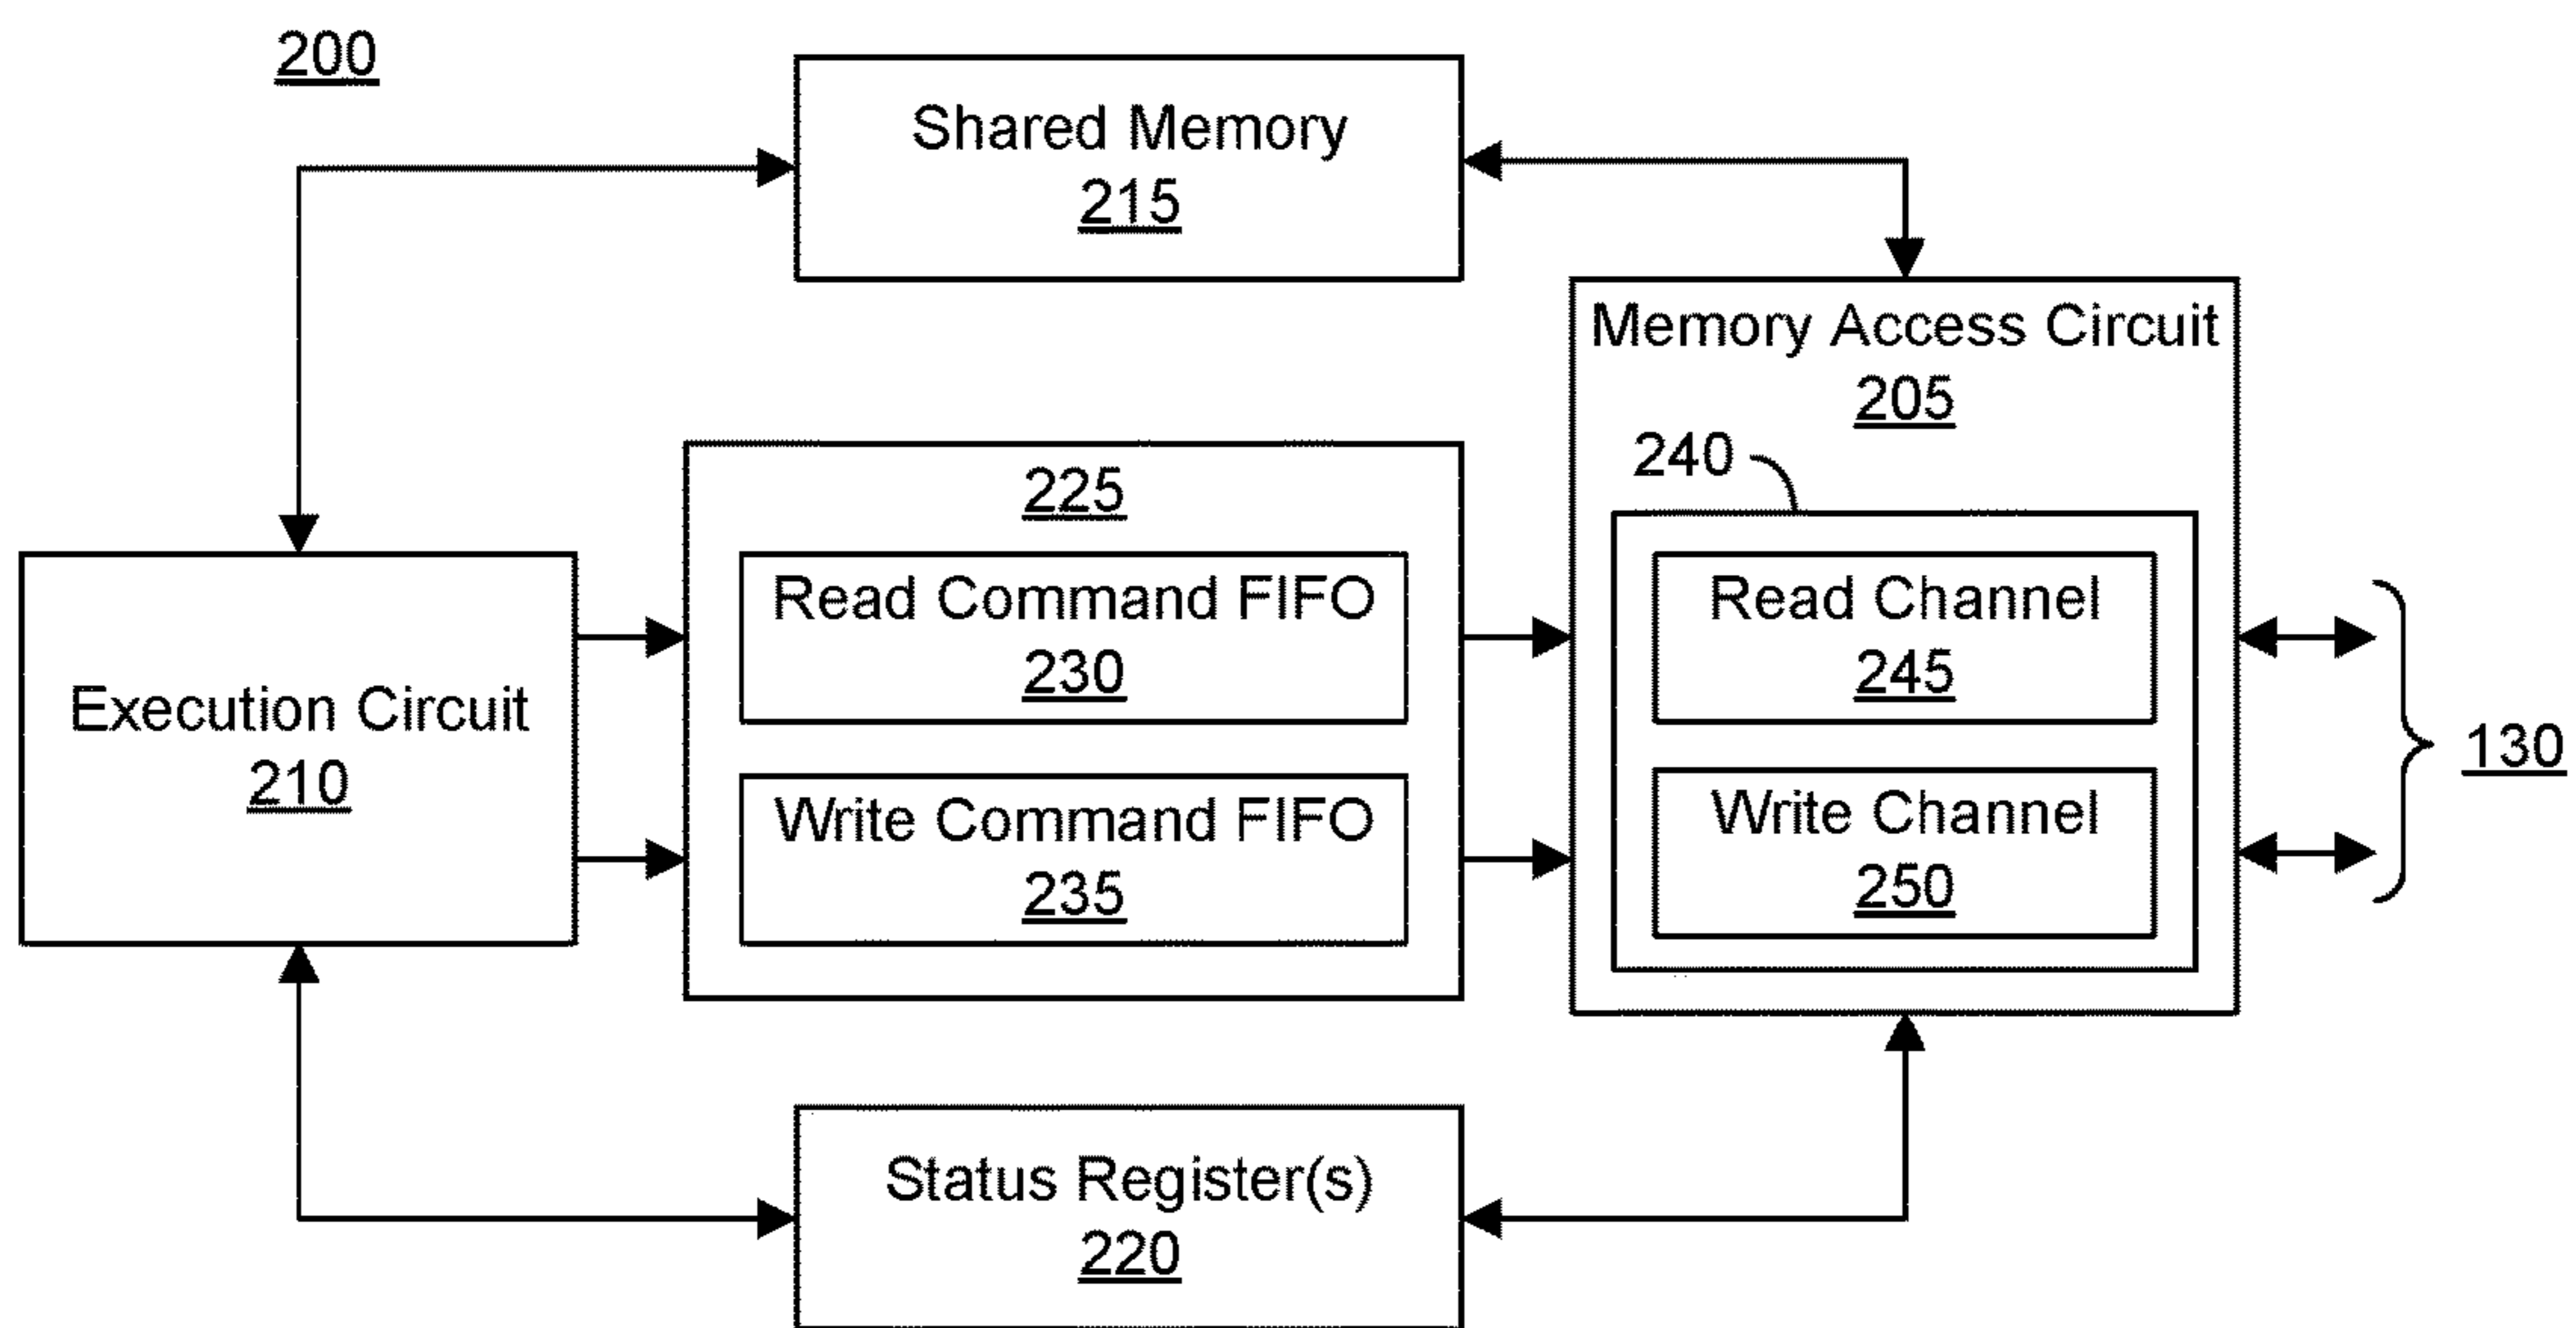 200
Shared Memory
215
Memory Access Circuit
205
240
225
Read Command FIFO
230
Read Channel
245
Execution Circuit
210
130
Write Command FIFO
235
Write Channel
250
Status Register(s)
220